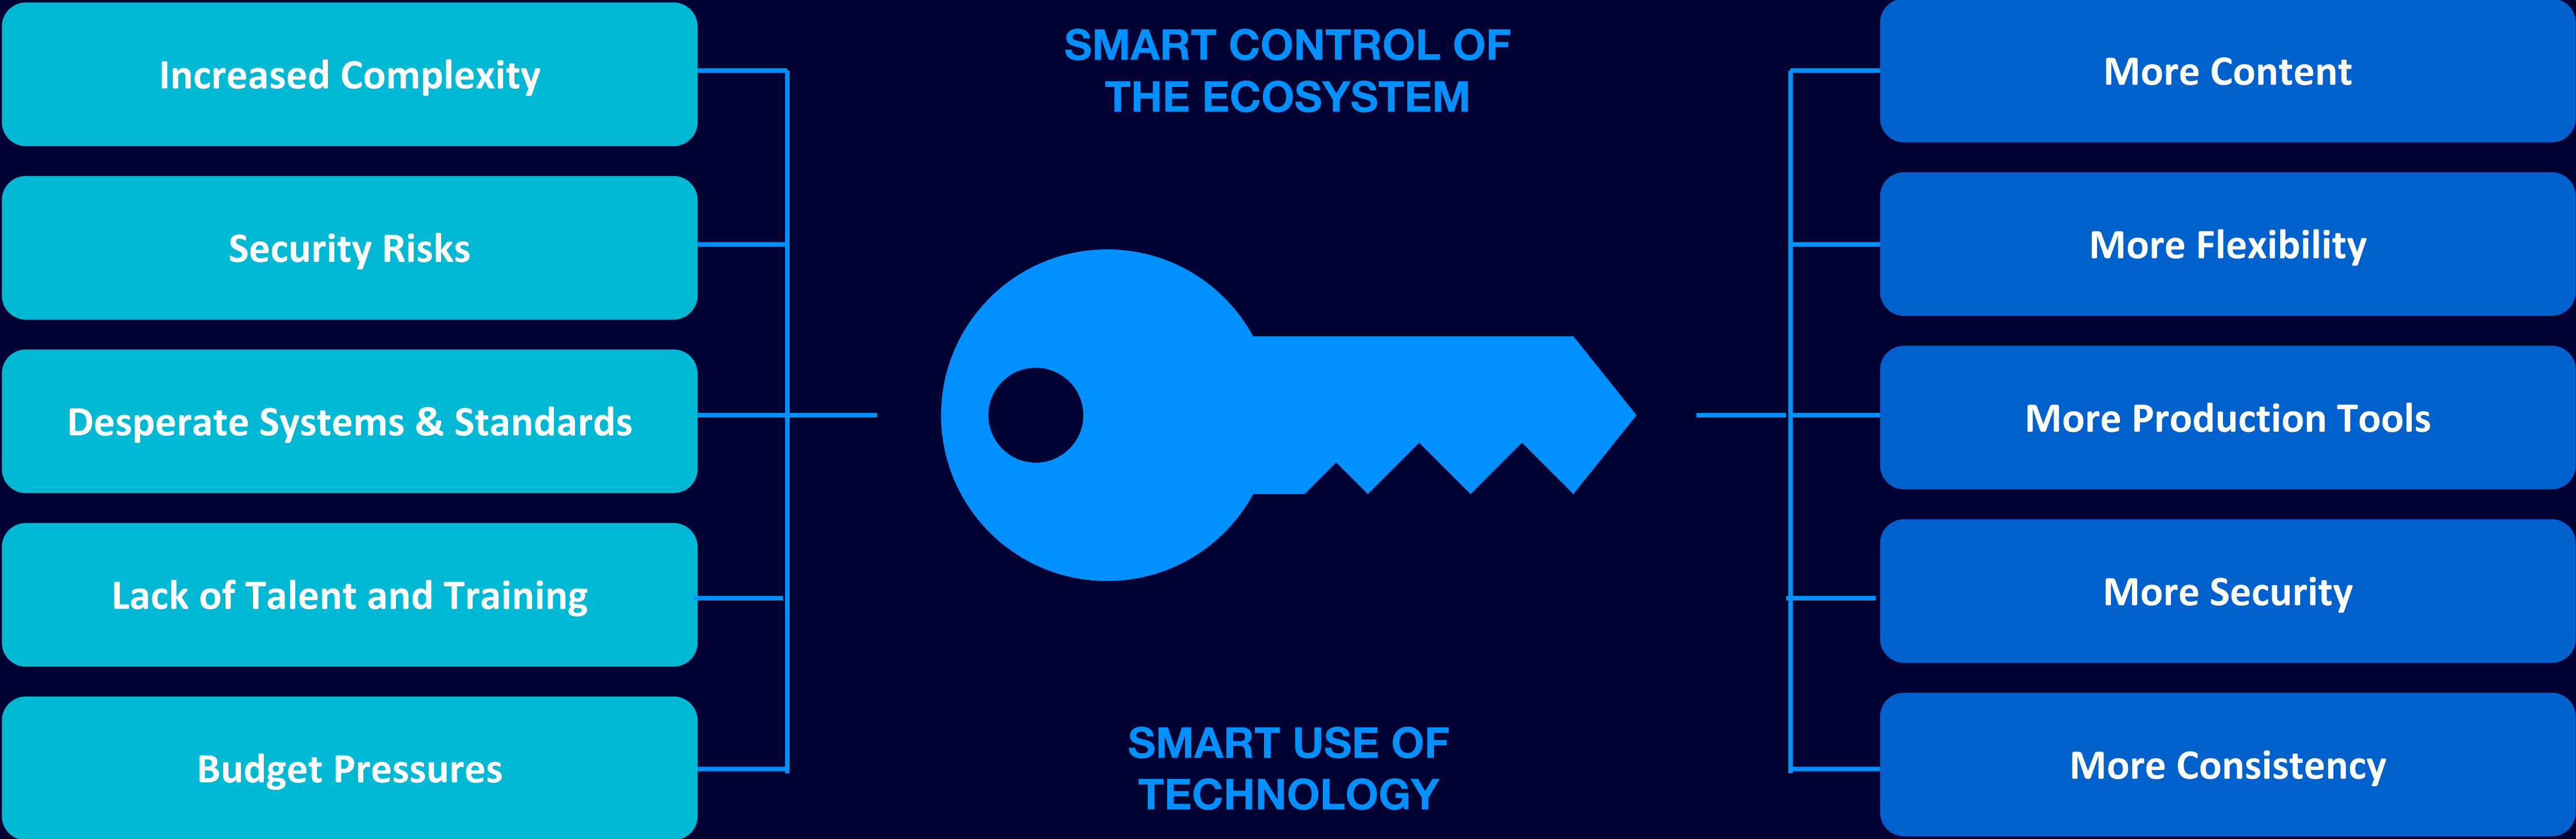 Increased Complexity
Security Risks
Desperate Systems & Standards
Lack of Talent and Training
Budget Pressures
SMART CONTROL OF
THE ECOSYSTEM
SMART USE OF
TECHNOLOGY
More Content
More Flexibility
More Production Tools
More Security
More Consistency